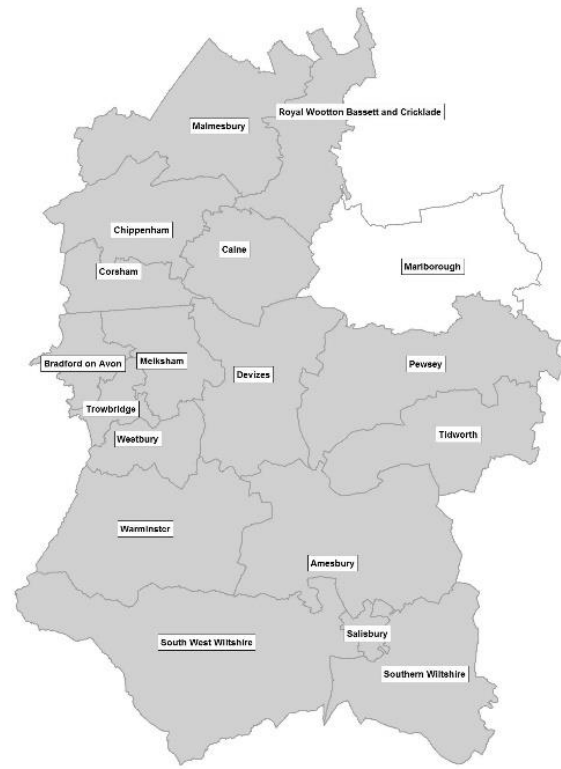 Royal Wootton Bassett and Cricklade
Malmesbury
Chippenham
Calne
Corsham
Marlborough
Bradford on Avon
Melksham
Devizes
Pewsey
Trowbridge
Westbury
Tidworth
Warminster
Amesbury
Salisbury
South West Wiltshire
Southern Wiltshire